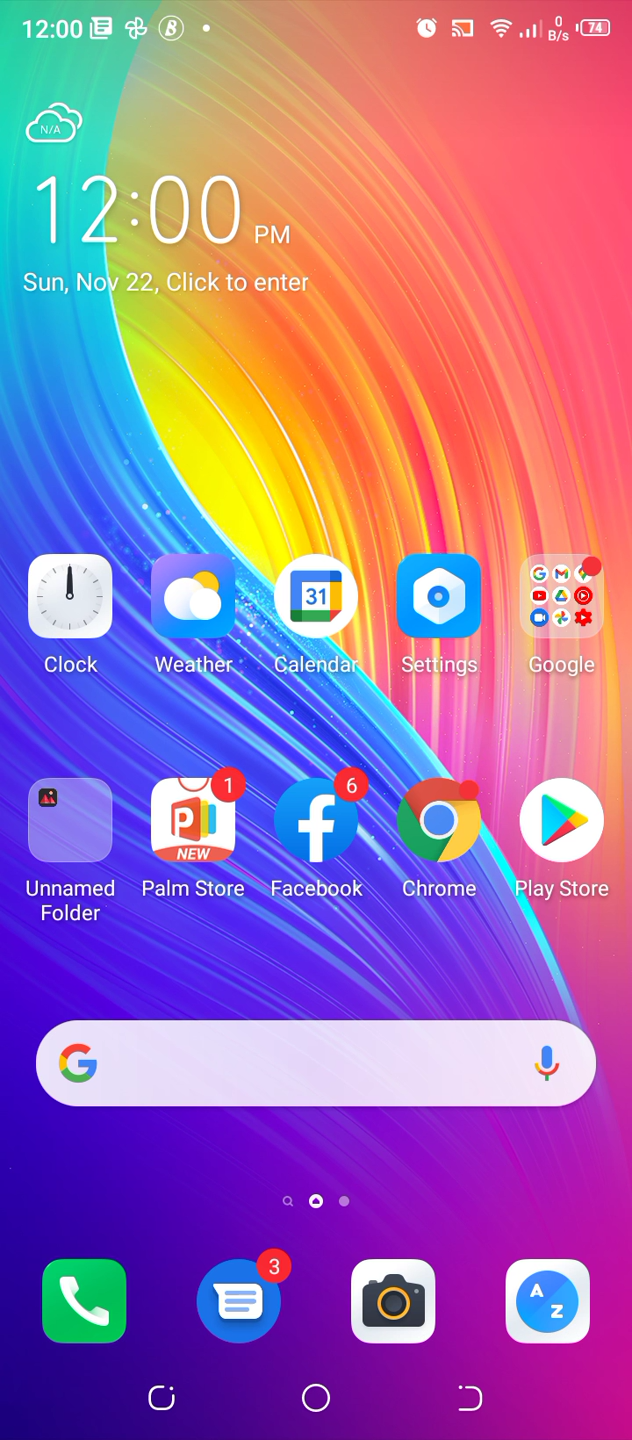 12:00
0
B/s
74
N/A
12:00 PM
Sun, Nov 22, Click to enter
31
Clock
Weather
Calendar
Settings
Google
1
6
NEW
Unnamed
Folder
Palm Store
Facebook
Chrome
Play Store
3
A
Z